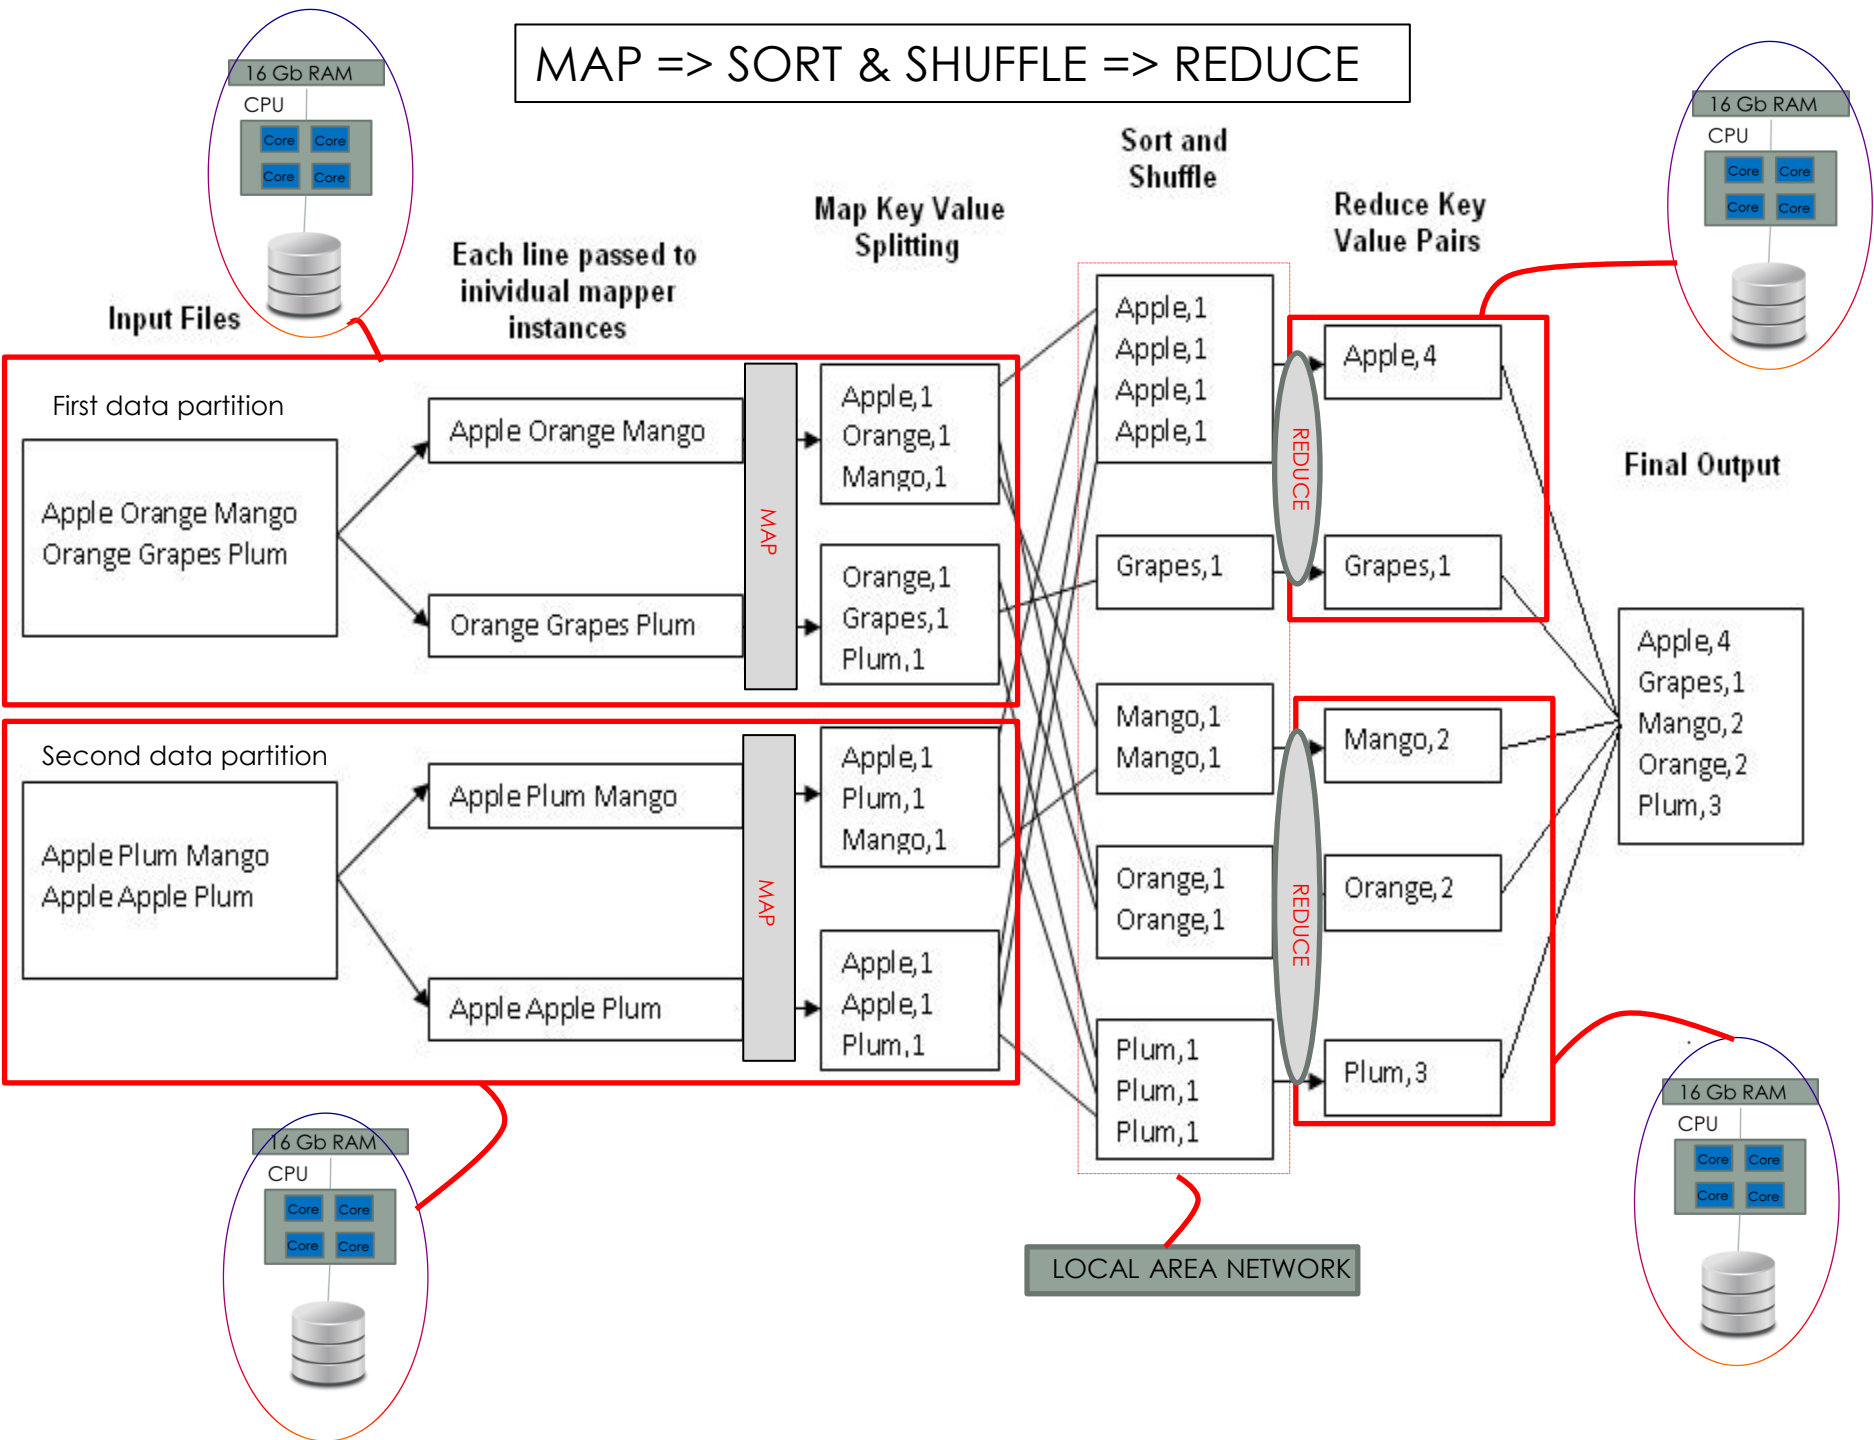 MAP => SORT & SHUFFLE => REDUCE
16 Gb RAM
CPU
Core Core
Core Core
16 Gb RAM
CPU
Core Core
Core Core
Input Files
Each line passed to
inividual mapper
instances
Map Key Value
Splitting
Sort and
Shuffle
Reduce Key
Value Pairs
Final Output
First data partition
Apple Orange Mango
Orange Grapes Plum
Apple Orange Mango
Orange Grapes Plum
MAP
Apple,1
Orange,1
Mango,1
Orange,1
Grapes,1
Plum,1
Second data partition
Apple Plum Mango
Apple Apple Plum
Apple Plum Mango
Apple Apple Plum
MAP
Apple,1
Plum,1
Mango,1
Apple,1
Apple,1
Plum,1
Apple,1
Apple,1
Apple,1
Apple,1
Grapes,1
Mango,1
Mango,1
Orange,1
Orange,1
Plum,1
Plum,1
Plum,1
REDUCE
REDUCE
Apple,4
Grapes,1
Mango,2
Orange,2
Plum,3
Apple,4
Grapes,1
Mango,2
Orange,2
Plum,3
16 Gb RAM
CPU
Core Core
Core Core
LOCAL AREA NETWORK
16 Gb RAM
CPU
Core Core
Core Core